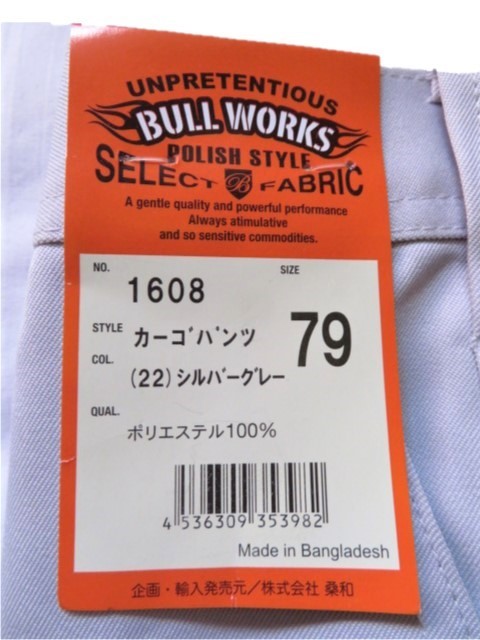 UNPRETENTIOUS
BULL WORKS
POLISH STYLE
SELECT B FABRIC
A gentle quality and powerful performance
Always atimulative
and so sensitive commodities.
NO. 1608
SIZE 79
STYLE カーゴパンツ
COL. (22)シルバーグレー
QUAL. ポリエステル100%
4 536309 353982
Made in Bangladesh
企画・輸入発売元/株式会社 桑和